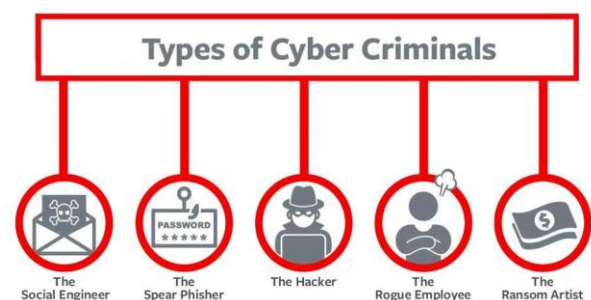 Types of Cyber Criminals
PASSWORD
*****
$
The
Social Engineer
The
Spear Phisher
The Hacker
The
Rogue Employee
The
Ransom Artist